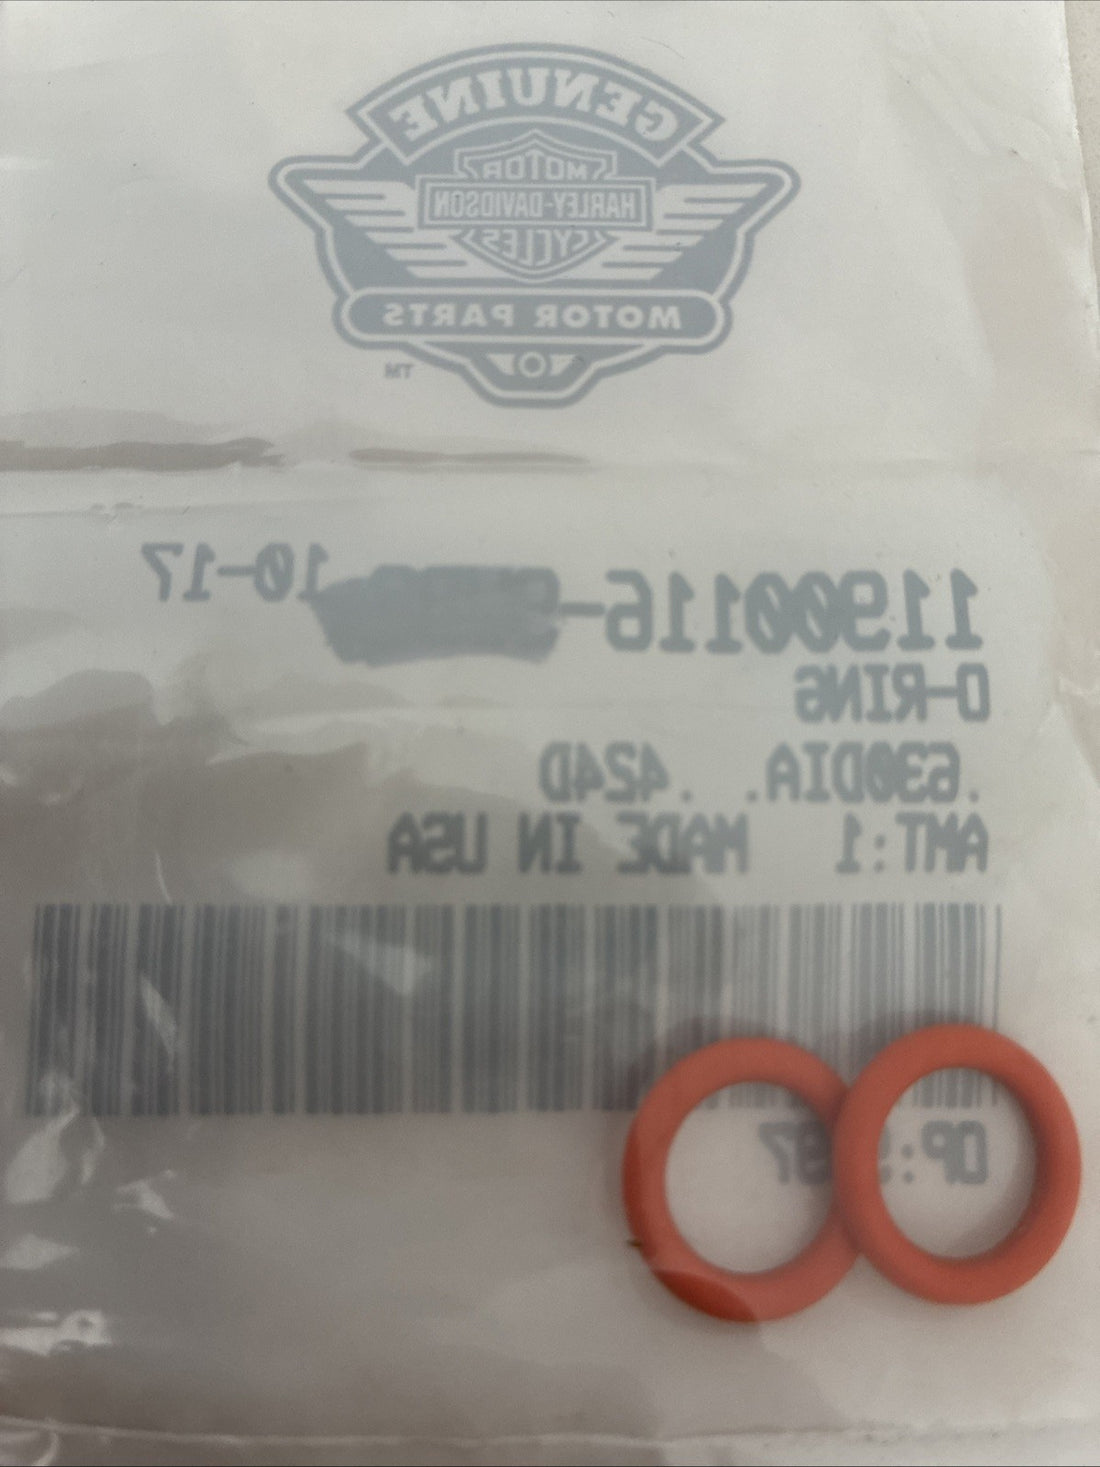 GENUINE
MOTOR
HARLEY-DAVIDSON
CYCLES
MOTOR PARTS
TM
11900116- 10-17
O-RING
.630DIA. .424D
AMT:1 MADE IN USA
OP: